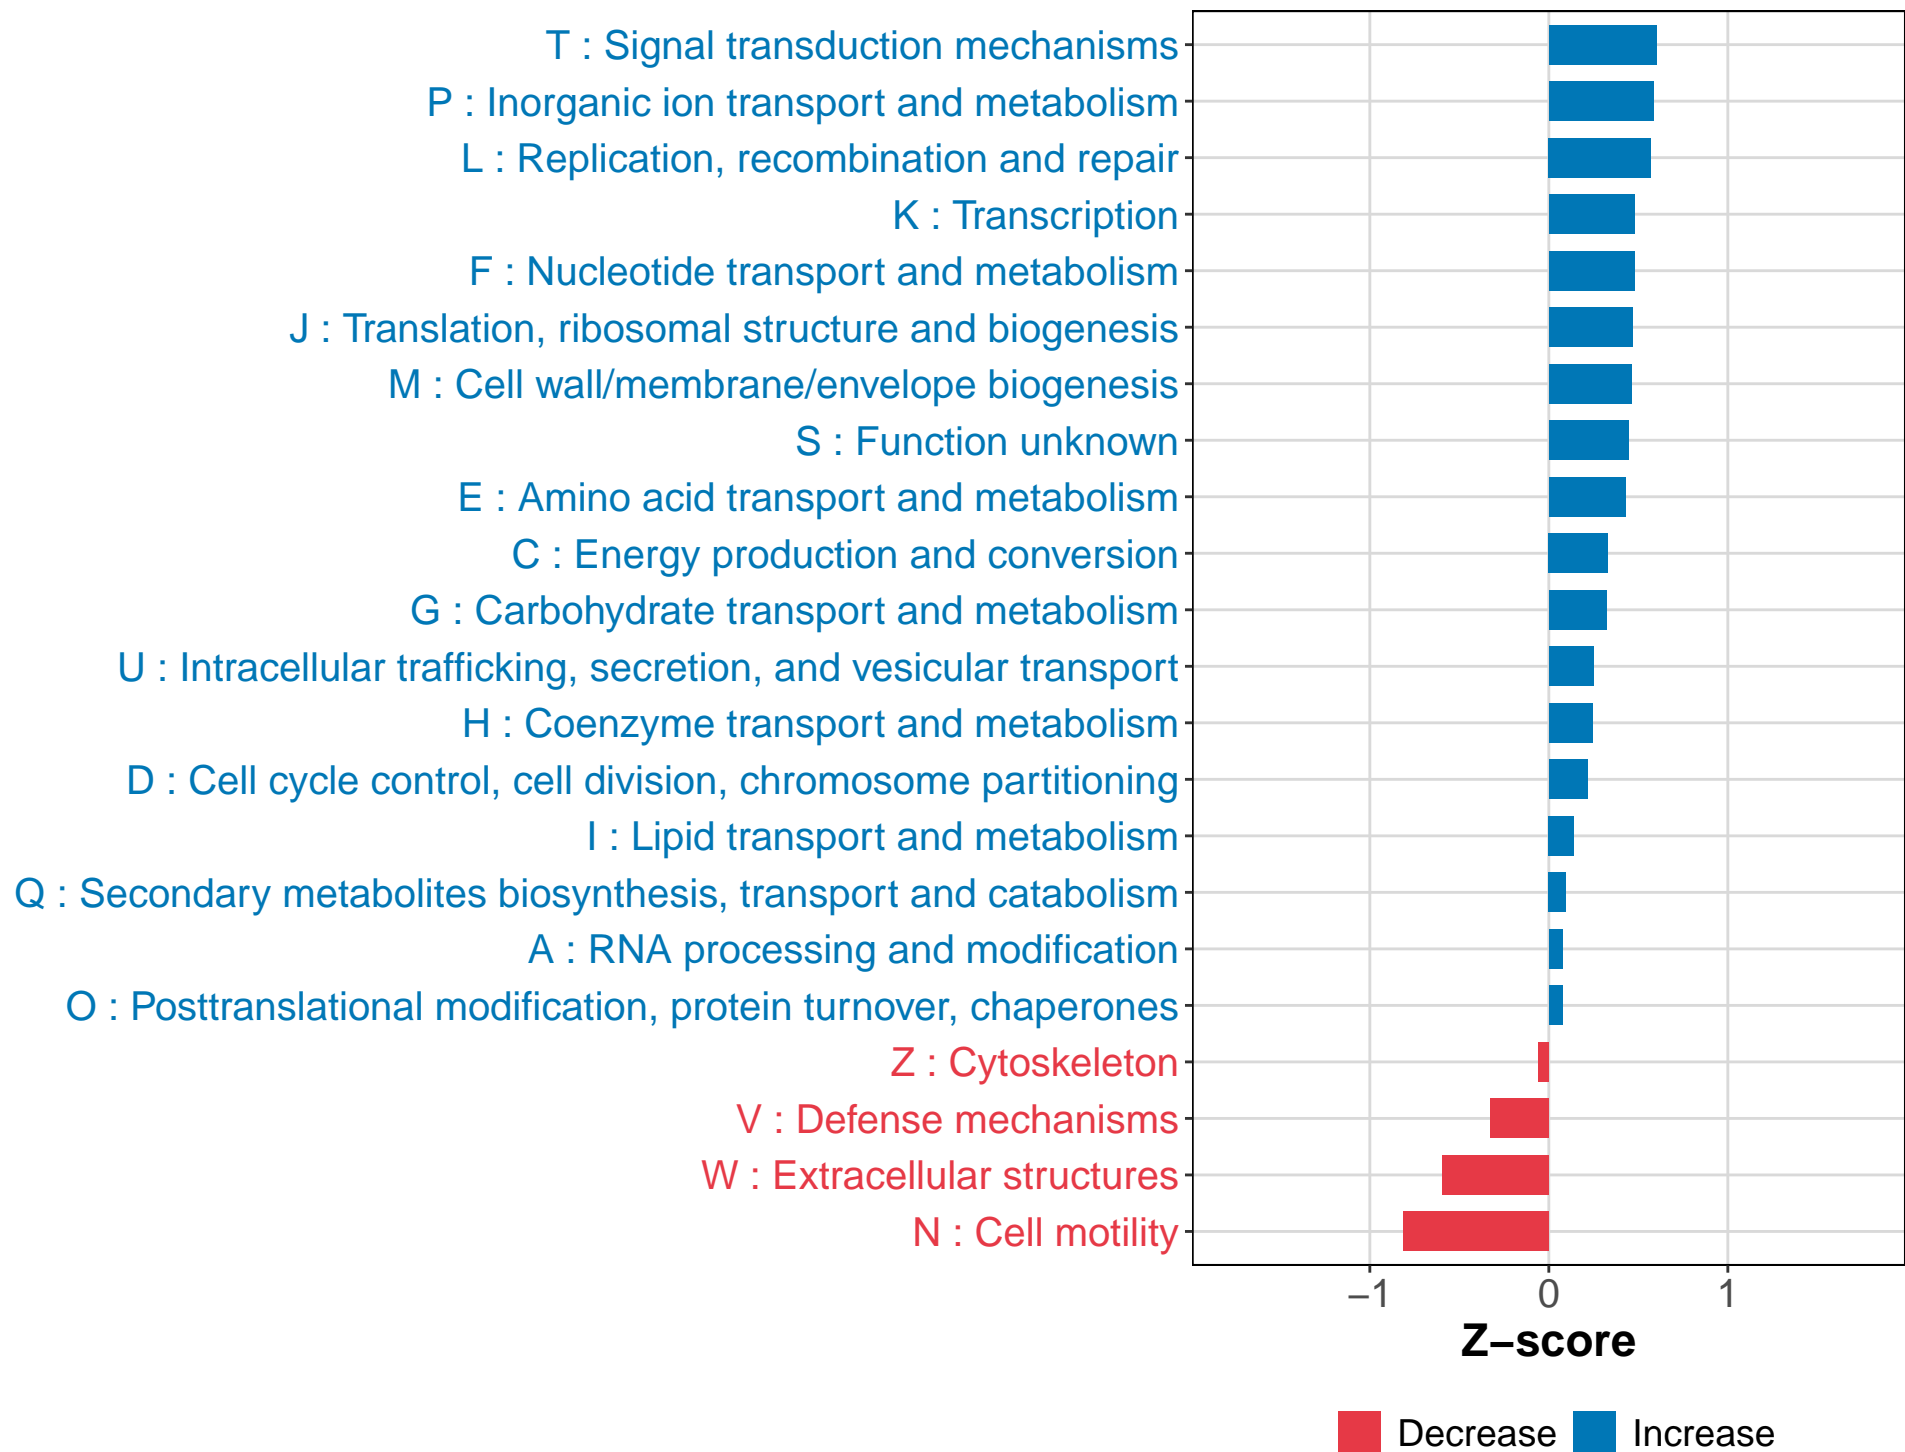 T : Signal transduction mechanisms
P : Inorganic ion transport and metabolism
L : Replication, recombination and repair
K : Transcription
F : Nucleotide transport and metabolism
J : Translation, ribosomal structure and biogenesis
M : Cell wall/membrane/envelope biogenesis
S : Function unknown
E : Amino acid transport and metabolism
C : Energy production and conversion
G : Carbohydrate transport and metabolism
U : Intracellular trafficking, secretion, and vesicular transport
H : Coenzyme transport and metabolism
D : Cell cycle control, cell division, chromosome partitioning
I : Lipid transport and metabolism
Q : Secondary metabolites biosynthesis, transport and catabolism
A : RNA processing and modification
O : Posttranslational modification, protein turnover, chaperones
Z : Cytoskeleton
V : Defense mechanisms
W : Extracellular structures
N : Cell motility
−1 0 1
Z−score
Decrease Increase